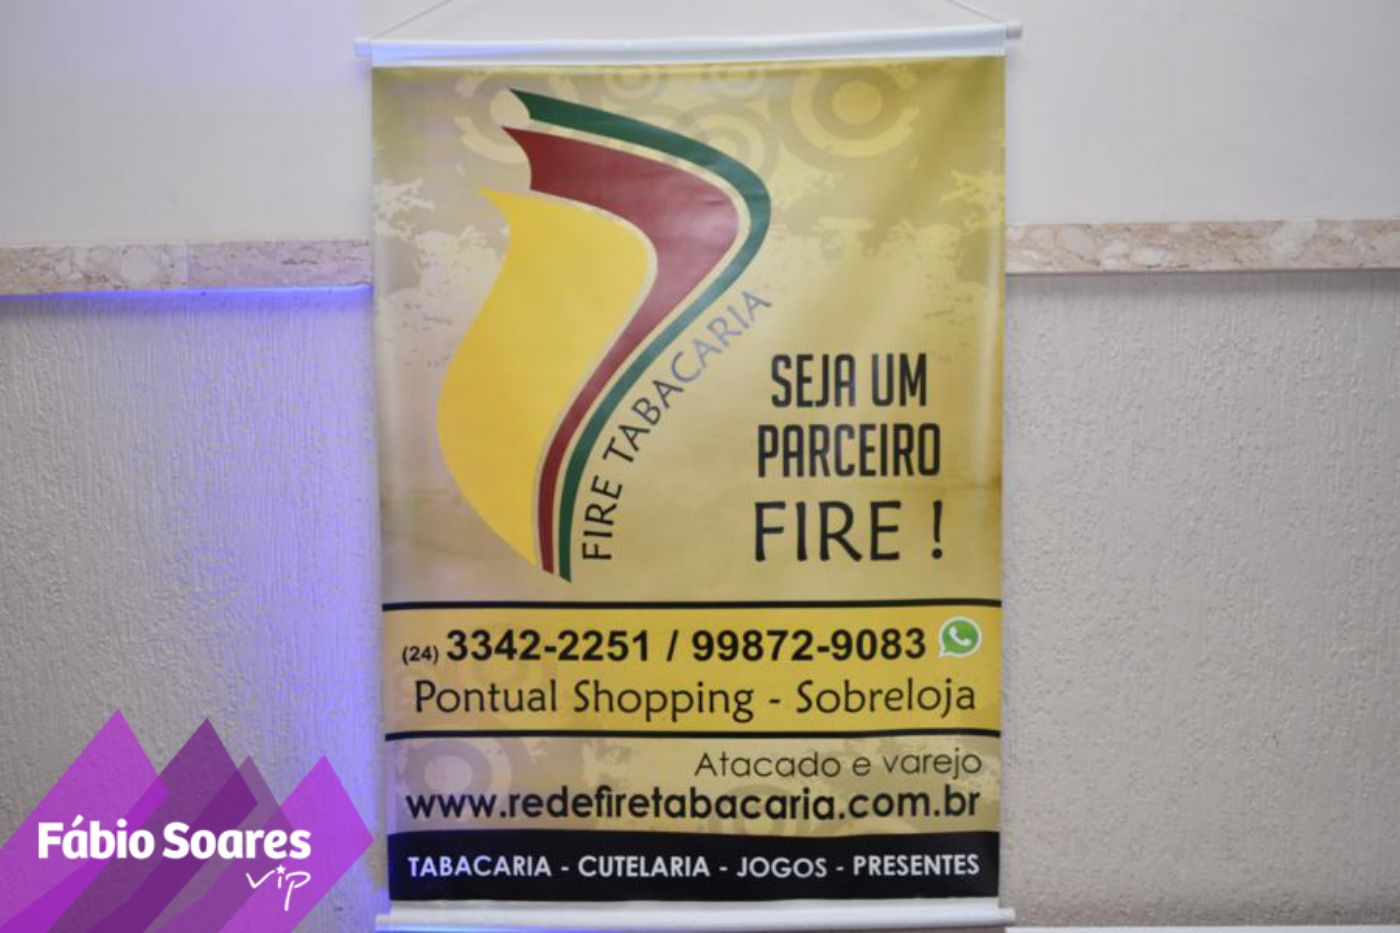 FIRE TABACARIA
SEJA UM
PARCEIRO
FIRE !
(24) 3342-2251 / 99872-9083
Pontual Shopping - Sobreloja
Atacado e varejo
www.redefiretabacaria.com.br
TABACARIA - CUTELARIA - JOGOS - PRESENTES
Fábio Soares
vip